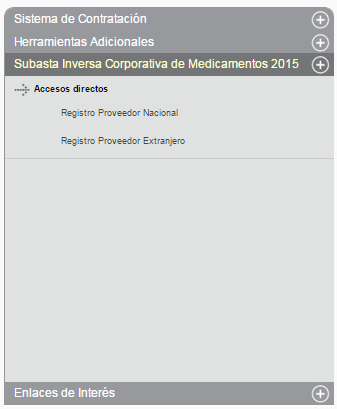 Sistema de Contratación
Herramientas Adicionales
Subasta Inversa Corporativa de Medicamentos 2015
Accesos directos
Registro Proveedor Nacional
Registro Proveedor Extranjero
Enlaces de Interés